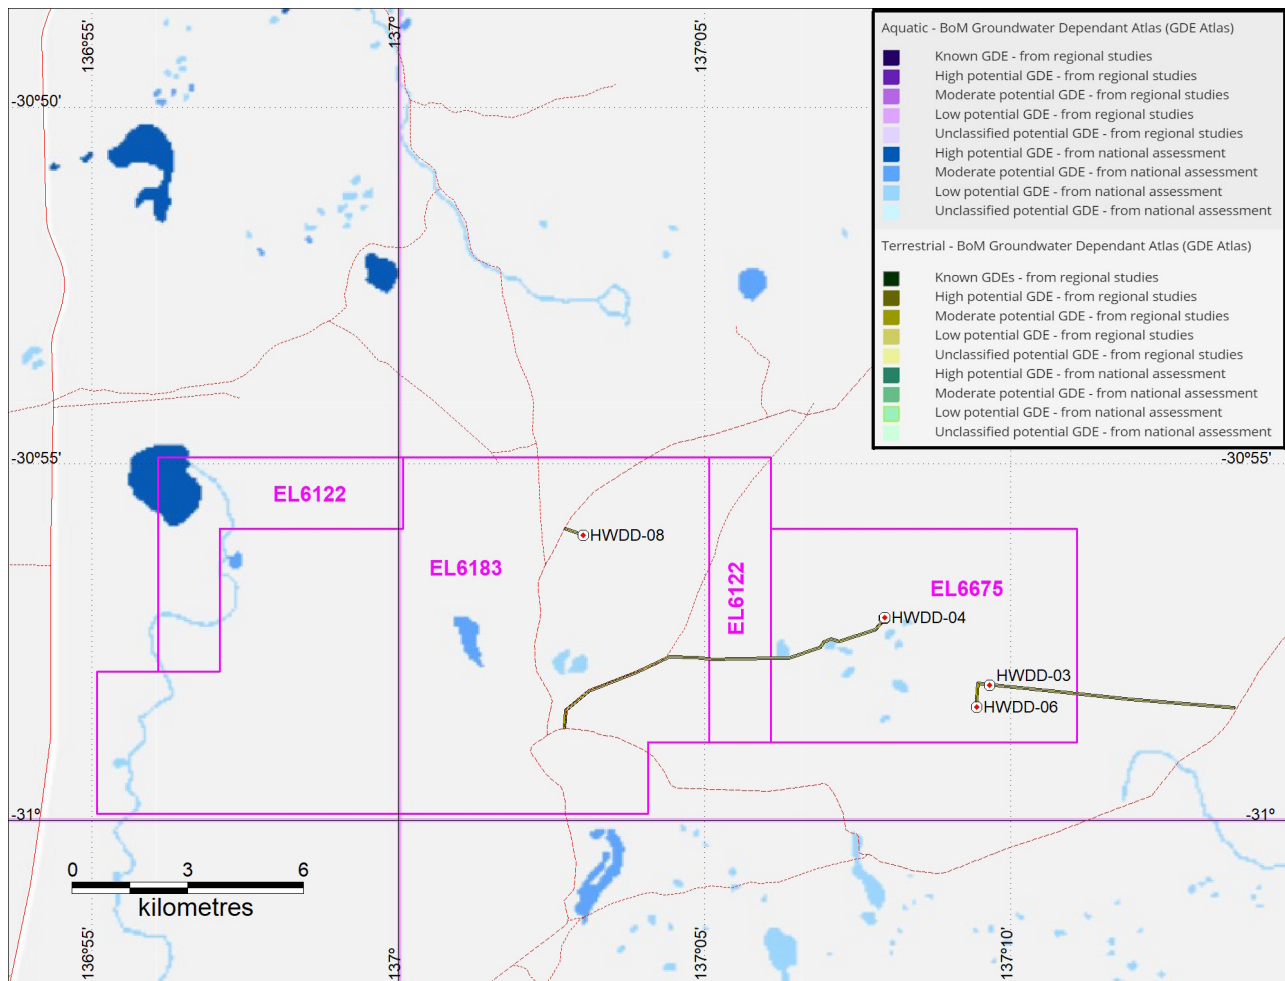 136°55'
137°
137°05'
Aquatic - BoM Groundwater Dependant Atlas (GDE Atlas)
Known GDE - from regional studies
High potential GDE - from regional studies
Moderate potential GDE - from regional studies
Low potential GDE - from regional studies
Unclassified potential GDE - from regional studies
High potential GDE - from national assessment
Moderate potential GDE - from national assessment
Low potential GDE - from national assessment
Unclassified potential GDE - from national assessment
Terrestrial - BoM Groundwater Dependant Atlas (GDE Atlas)
Known GDEs - from regional studies
High potential GDE - from regional studies
Moderate potential GDE - from regional studies
Low potential GDE - from regional studies
Unclassified potential GDE - from regional studies
High potential GDE - from national assessment
Moderate potential GDE - from national assessment
Low potential GDE - from national assessment
Unclassified potential GDE - from national assessment
-30°50'
-30°55'
-30°55'
EL6122
HWDD-08
EL6183
EL6122
EL6675
HWDD-04
HWDD-03
HWDD-06
-31°
-31°
0 3 6
kilometres
136°55'
137°
137°05'
137°10'